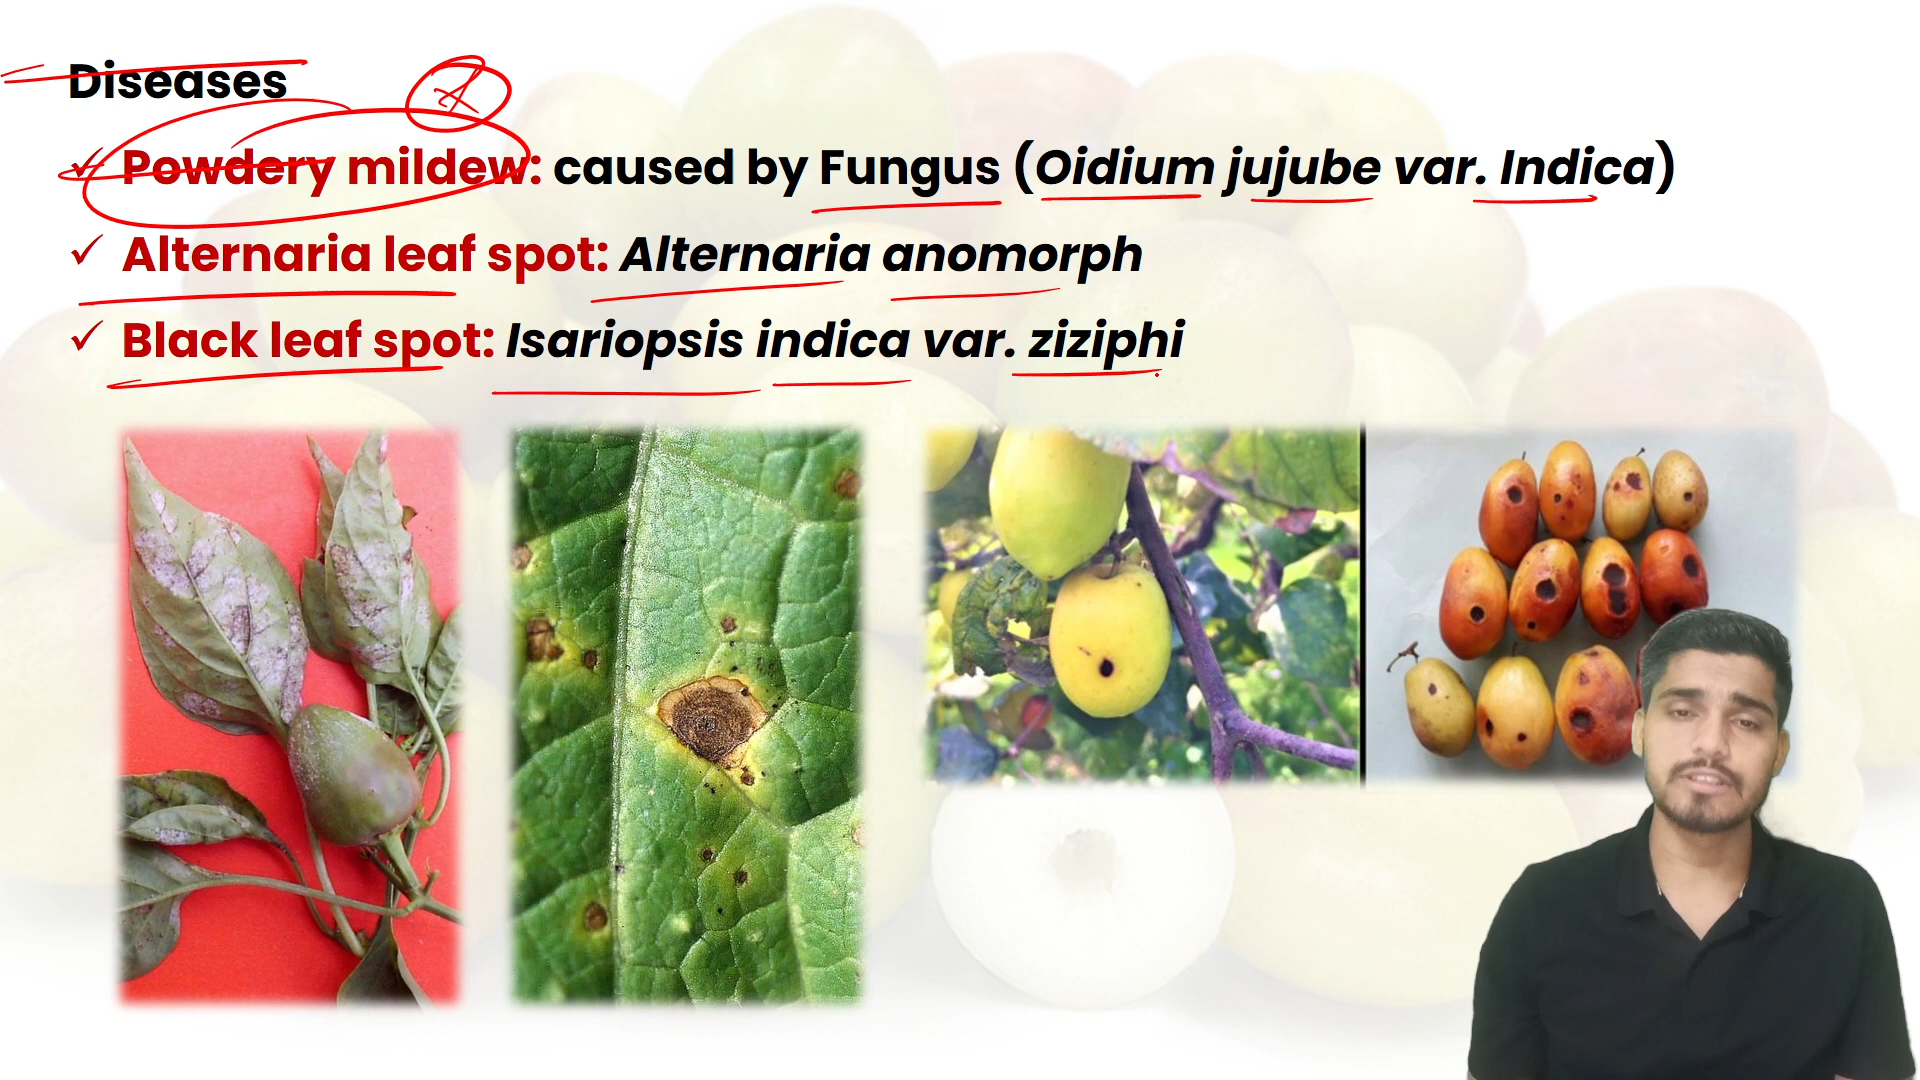 Diseases
✓ Powdery mildew: caused by Fungus (Oidium jujube var. Indica)
✓ Alternaria leaf spot: Alternaria anomorph
✓ Black leaf spot: Isariopsis indica var. ziziphi